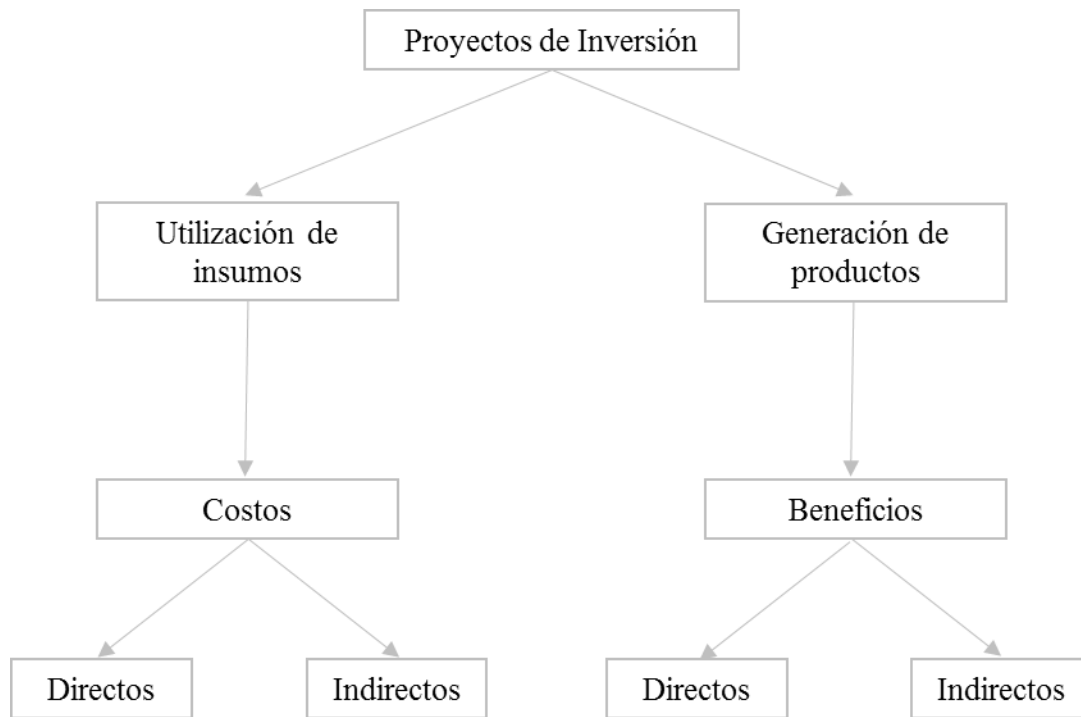 Proyectos de Inversión
Utilización de
insumos
Generación de
productos
Costos
Beneficios
Directos
Indirectos
Directos
Indirectos